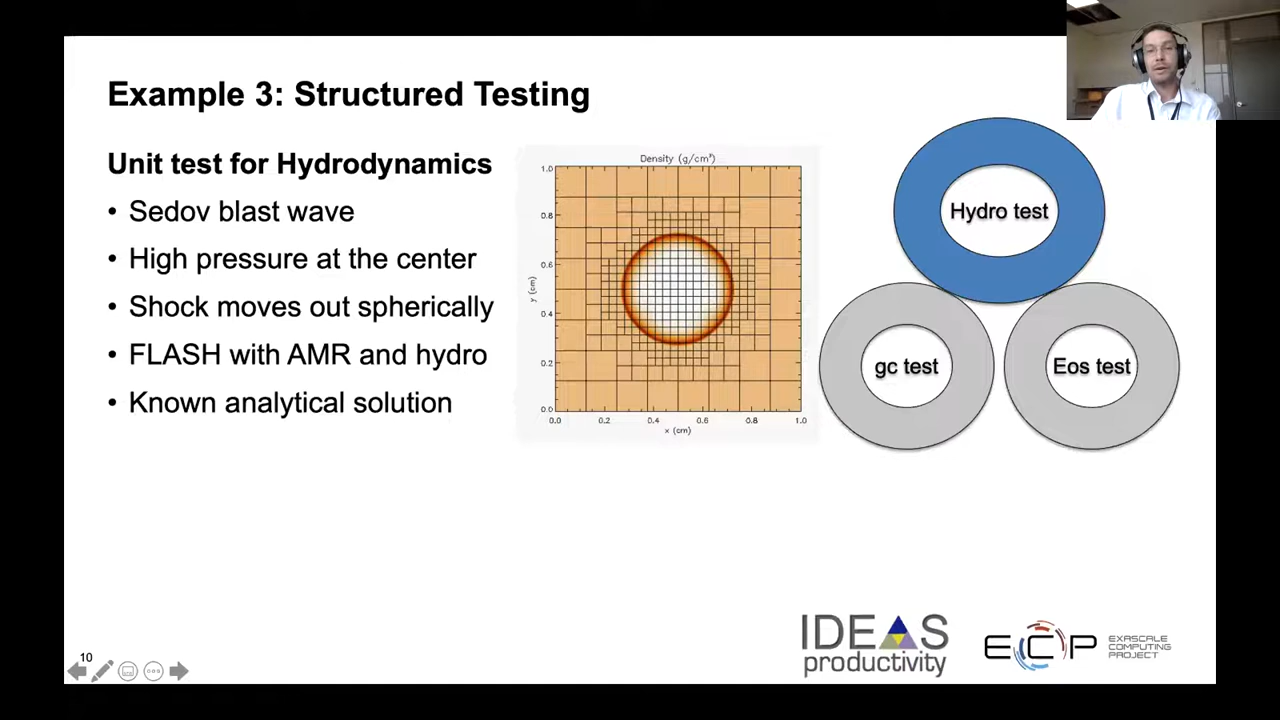 Example 3: Structured Testing
Unit test for Hydrodynamics
• Sedov blast wave
• High pressure at the center
• Shock moves out spherically
• FLASH with AMR and hydro
• Known analytical solution
Density (g/cm³)
1.0
0.8
0.6
0.4
0.2
0.0
y (cm)
0.0 0.2 0.4 0.6 0.8 1.0
x (cm)
Hydro test
gc test
Eos test
10
IDEAS
productivity
ECP
EXASCALE
COMPUTING
PROJECT